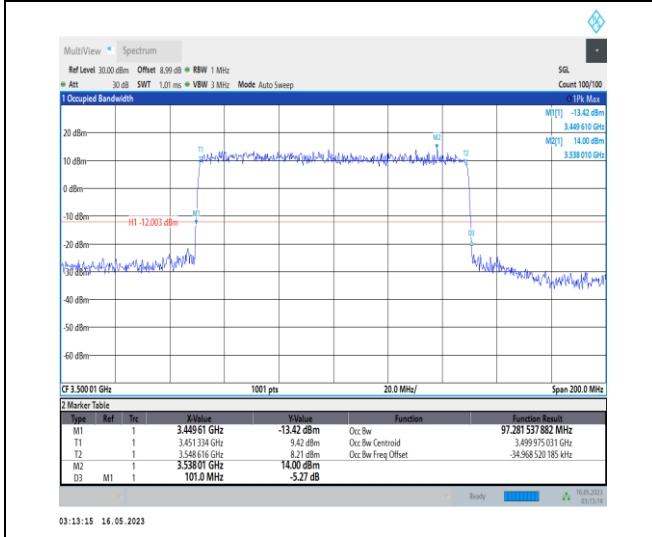 MultiView Spectrum
Ref Level 30.00 dBm Offset 8.99 dB RBW 1 MHz SGL
Att 30 dB SWT 1.01 ms VBW 3 MHz Mode Auto Sweep Count 100/100
1 Occupied Bandwidth 1Pk Max
M1[1] -13.42 dBm
3.449 610 GHz
M2[1] 14.00 dBm
3.538 010 GHz
20 dBm
M2
T1
T2
10 dBm
0 dBm
-10 dBm
M1
H1 -12.003 dBm
D3
-20 dBm
-30 dBm
-40 dBm
-50 dBm
-60 dBm
CF 3.500 01 GHz 1001 pts 20.0 MHz/ Span 200.0 MHz
2 Marker Table
Type Ref Trc X-Value Y-Value Function Function Result
M1 1 3.449 61 GHz -13.42 dBm Occ Bw 97.281 537 882 MHz
T1 1 3.451 334 GHz 9.42 dBm Occ Bw Centroid 3.499 975 031 GHz
T2 1 3.548 616 GHz 8.21 dBm Occ Bw Freq Offset -34.968 520 185 kHz
M2 1 3.538 01 GHz 14.00 dBm
D3 M1 1 101.0 MHz -5.27 dB
Ready 16.05.2023
03:13:14
03:13:15 16.05.2023